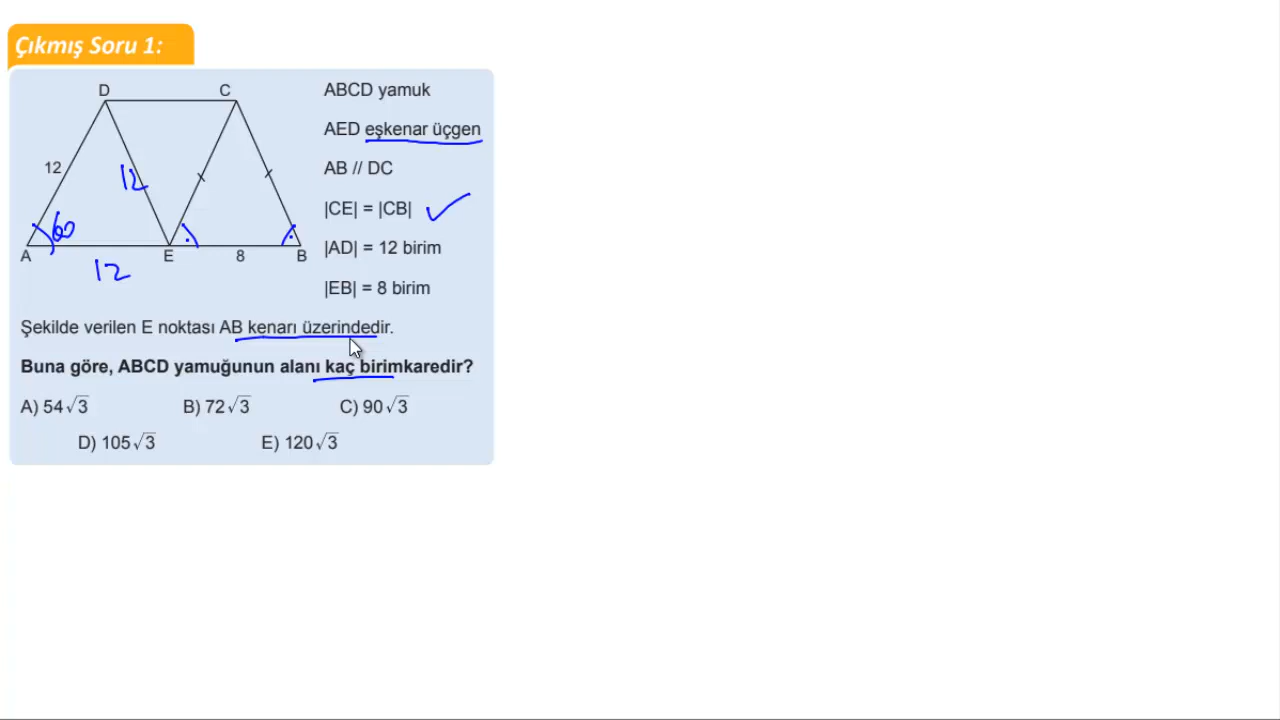 Çıkmış Soru 1:
D C
12
12
60
A E 8 B
12
ABCD yamuk
AED eşkenar üçgen
AB // DC
|CE| = |CB|
|AD| = 12 birim
|EB| = 8 birim
Şekilde verilen E noktası AB kenarı üzerindedir.
Buna göre, ABCD yamuğunun alanı kaç birimkaredir?
A) 54√3 B) 72√3 C) 90√3
D) 105√3 E) 120√3